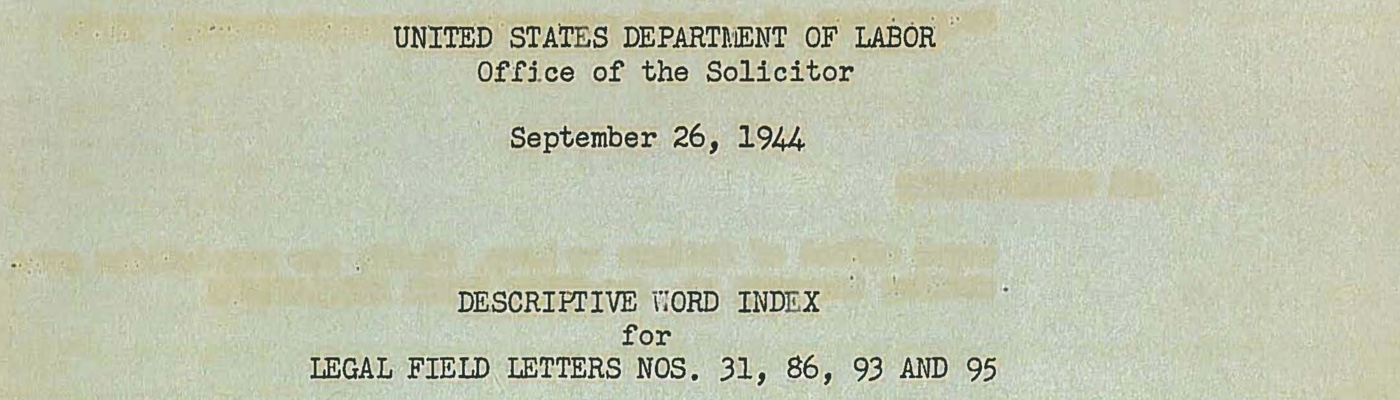 UNITED STATES DEPARTMENT OF LABOR
Office of the Solicitor
September 26, 1944
DESCRIPTIVE WORD INDEX
for
LEGAL FIELD LETTERS NOS. 31, 86, 93 AND 95